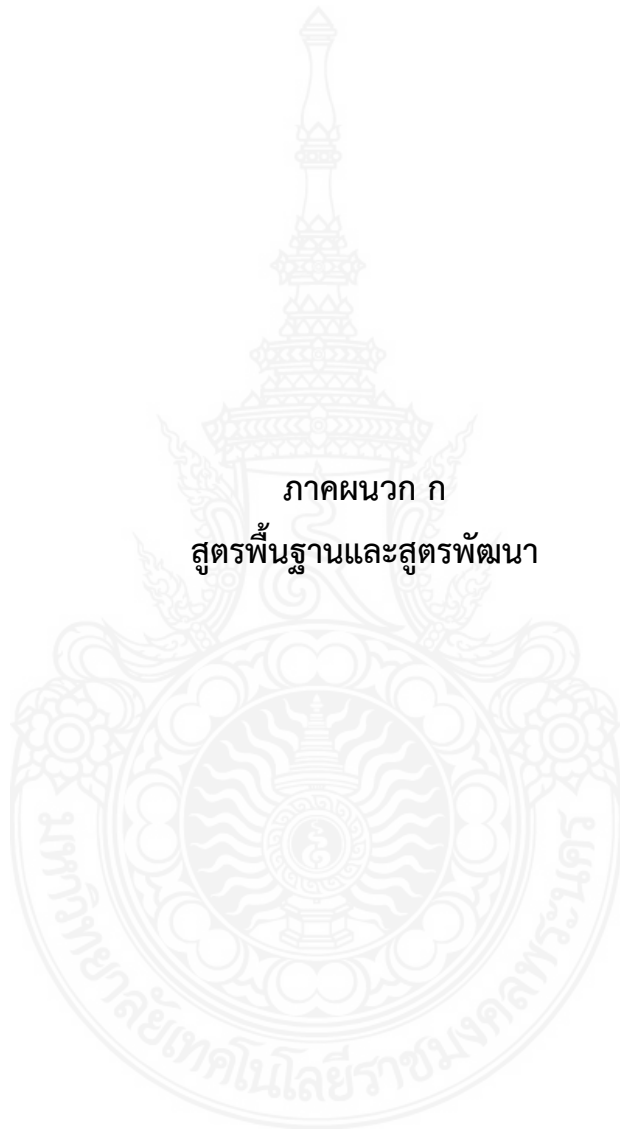 ภาคผนวก ก
สูตรพื้นฐานและสูตรพัฒนา
มหาวิทยาลัยเทคโนโลยีราชมงคลพระนคร